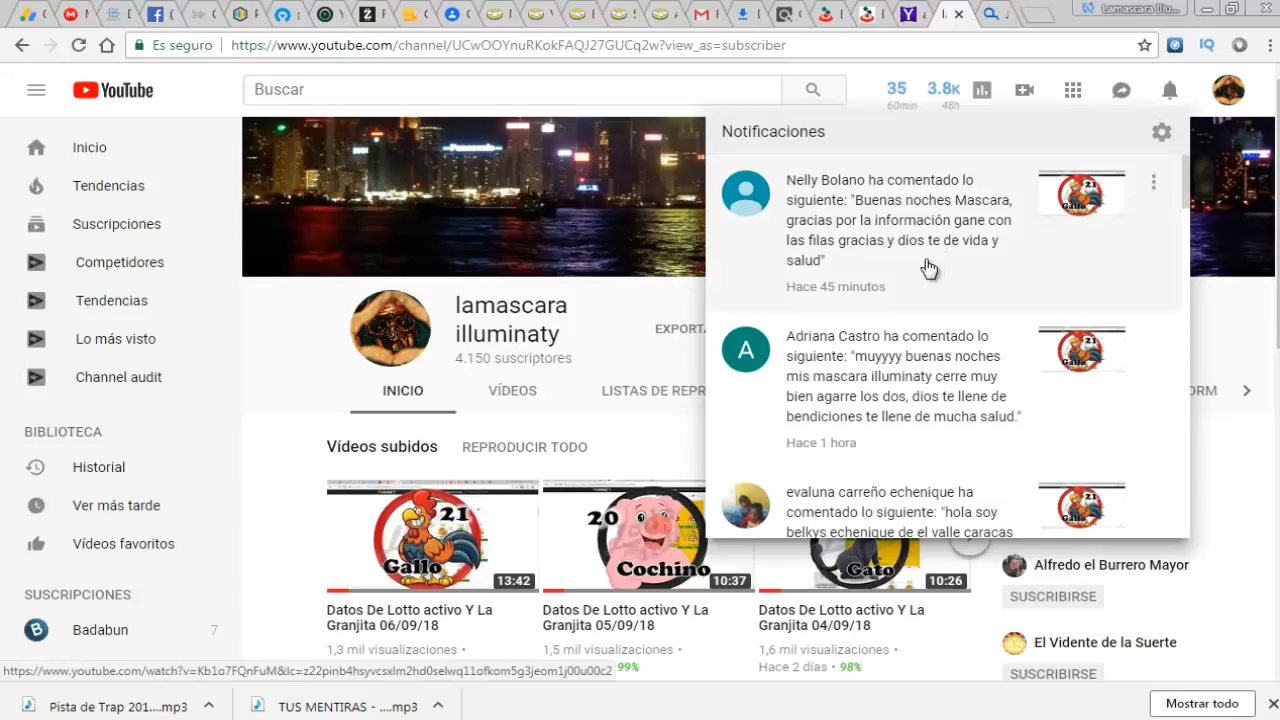 Lamascara Illu...
Es seguro
https://www.youtube.com/channel/UCwOOYnuRKokFAQJ27GUCq2w?view_as=subscriber
YouTube
Buscar
35
60min
3.8K
48h
Inicio
Tendencias
Suscripciones
Competidores
Tendencias
Lo más visto
Channel audit
BIBLIOTECA
Historial
Ver más tarde
Vídeos favoritos
SUSCRIPCIONES
Badabun 7
Panasonic
lamascara
illuminaty
4.150 suscriptores
EXPORTA
INICIO
VÍDEOS
LISTAS DE REPR
ORM
Vídeos subidos
REPRODUCIR TODO
21
Gallo
13:42
Datos De Lotto activo Y La
Granjita 06/09/18
1,3 mil visualizaciones •
20
Cochino
10:37
Datos De Lotto activo Y La
Granjita 05/09/18
1,5 mil visualizaciones •
99%
Gato
10:26
Datos De Lotto activo Y La
Granjita 04/09/18
1,6 mil visualizaciones •
Hace 2 días • 98%
Notificaciones
Nelly Bolano ha comentado lo
siguiente: "Buenas noches Mascara,
gracias por la información gane con
las filas gracias y dios te de vida y
salud"
Hace 45 minutos
21
Gallo
A
Adriana Castro ha comentado lo
siguiente: "muyyyy buenas noches
mis mascara illuminaty cerre muy
bien agarre los dos, dios te llene de
bendiciones te llene de mucha salud."
Hace 1 hora
21
Gallo
evaluna carreño echenique ha
comentado lo siguiente: "hola soy
belkys echenique de el valle caracas
21
Gallo
Alfredo el Burrero Mayor
SUSCRIBIRSE
El Vidente de la Suerte
SUSCRIBIRSE
https://www.youtube.com/watch?v=Kb1o7FQnFuM&lc=z22pinb4hsyvcsxlm2hd0selwq11ofkom5g3jeom1j00u00c2
Pista de Trap 201....mp3
TUS MENTIRAS - ....mp3
Mostrar todo